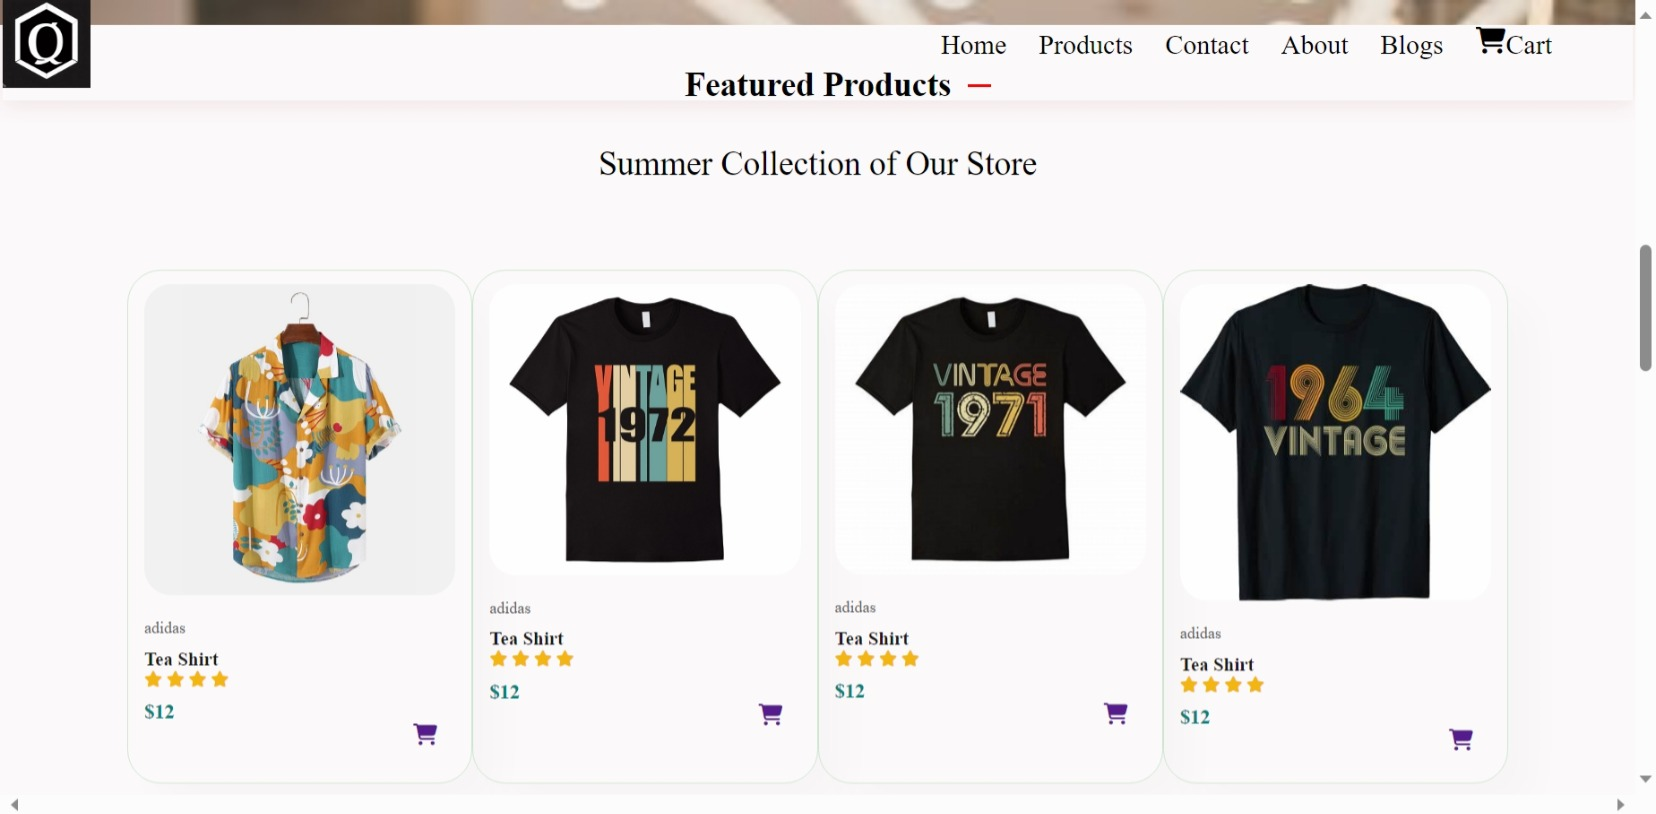 Q
Home Products Contact About Blogs Cart
Featured Products
Summer Collection of Our Store
VINTAGE
1972
VINTAGE
1971
1964
VINTAGE
adidas
Tea Shirt
$12
adidas
Tea Shirt
$12
adidas
Tea Shirt
$12
adidas
Tea Shirt
$12